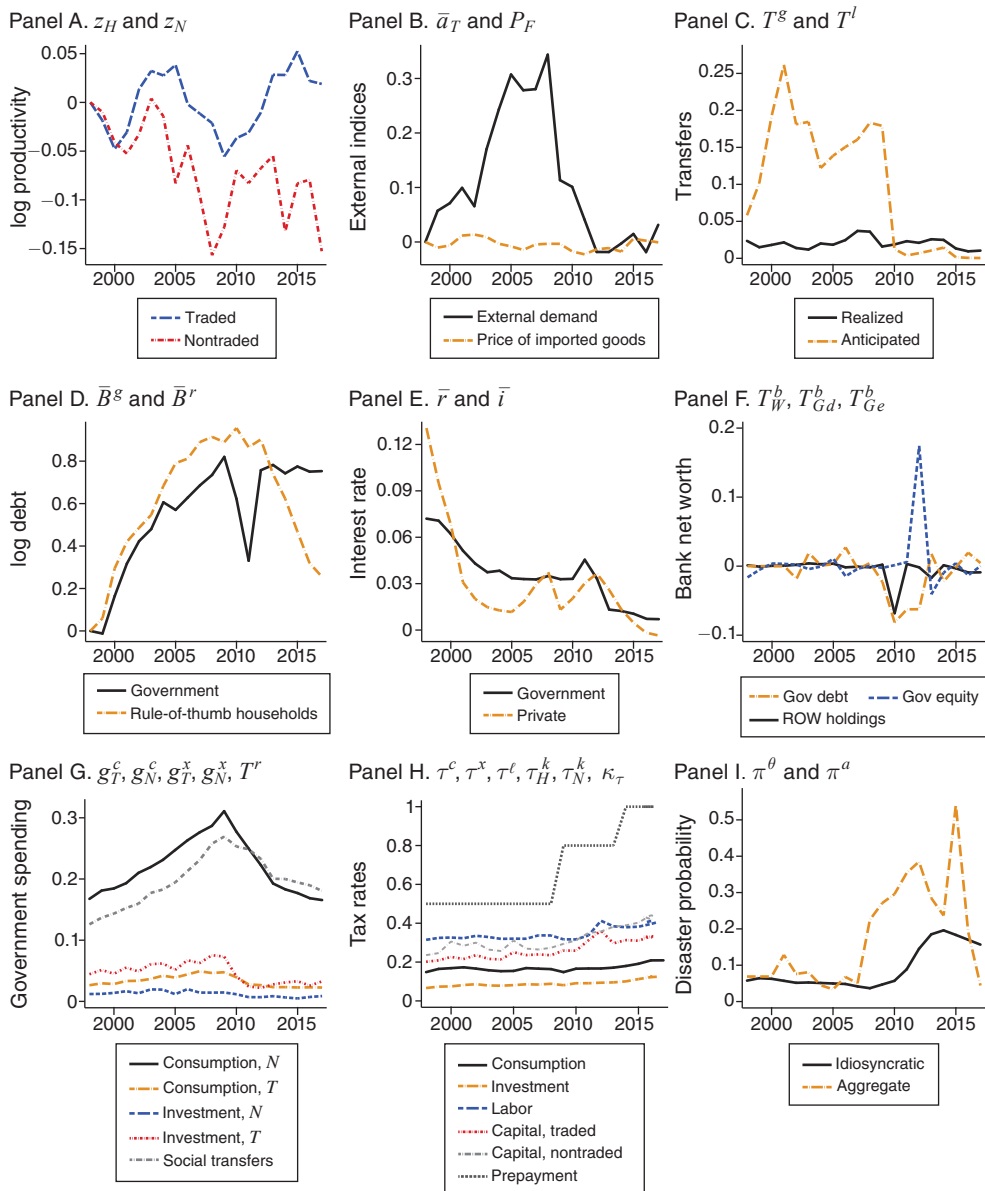 Panel A. z_H and z_N
log productivity
0.05
0
−0.05
−0.1
−0.15
2000 2005 2010 2015
Traded
Nontraded
Panel B. a̅_T and P_F
External indices
0.3
0.2
0.1
0
2000 2005 2010 2015
External demand
Price of imported goods
Panel C. T^g and T^l
Transfers
0.25
0.2
0.15
0.1
0.05
0
2000 2005 2010 2015
Realized
Anticipated
Panel D. B̅^g and B̅^r
log debt
0.8
0.6
0.4
0.2
0
2000 2005 2010 2015
Government
Rule-of-thumb households
Panel E. r̅ and i̅
Interest rate
0.12
0.09
0.06
0.03
0
2000 2005 2010 2015
Government
Private
Panel F. T^b_W, T^b_Gd, T^b_Ge
Bank net worth
0.2
0.1
0
−0.1
2000 2005 2010 2015
Gov debt Gov equity
ROW holdings
Panel G. g^c_T, g^c_N, g^x_T, g^x_N, T^r
Government spending
0.3
0.2
0.1
0
2000 2005 2010 2015
Consumption, N
Consumption, T
Investment, N
Investment, T
Social transfers
Panel H. τ^c, τ^x, τ^ℓ, τ^k_H, τ^k_N, κ_τ
Tax rates
1
0.8
0.6
0.4
0.2
0
2000 2005 2010 2015
Consumption
Investment
Labor
Capital, traded
Capital, nontraded
Prepayment
Panel I. π^θ and π^a
Disaster probability
0.5
0.4
0.3
0.2
0.1
0
2000 2005 2010 2015
Idiosyncratic
Aggregate